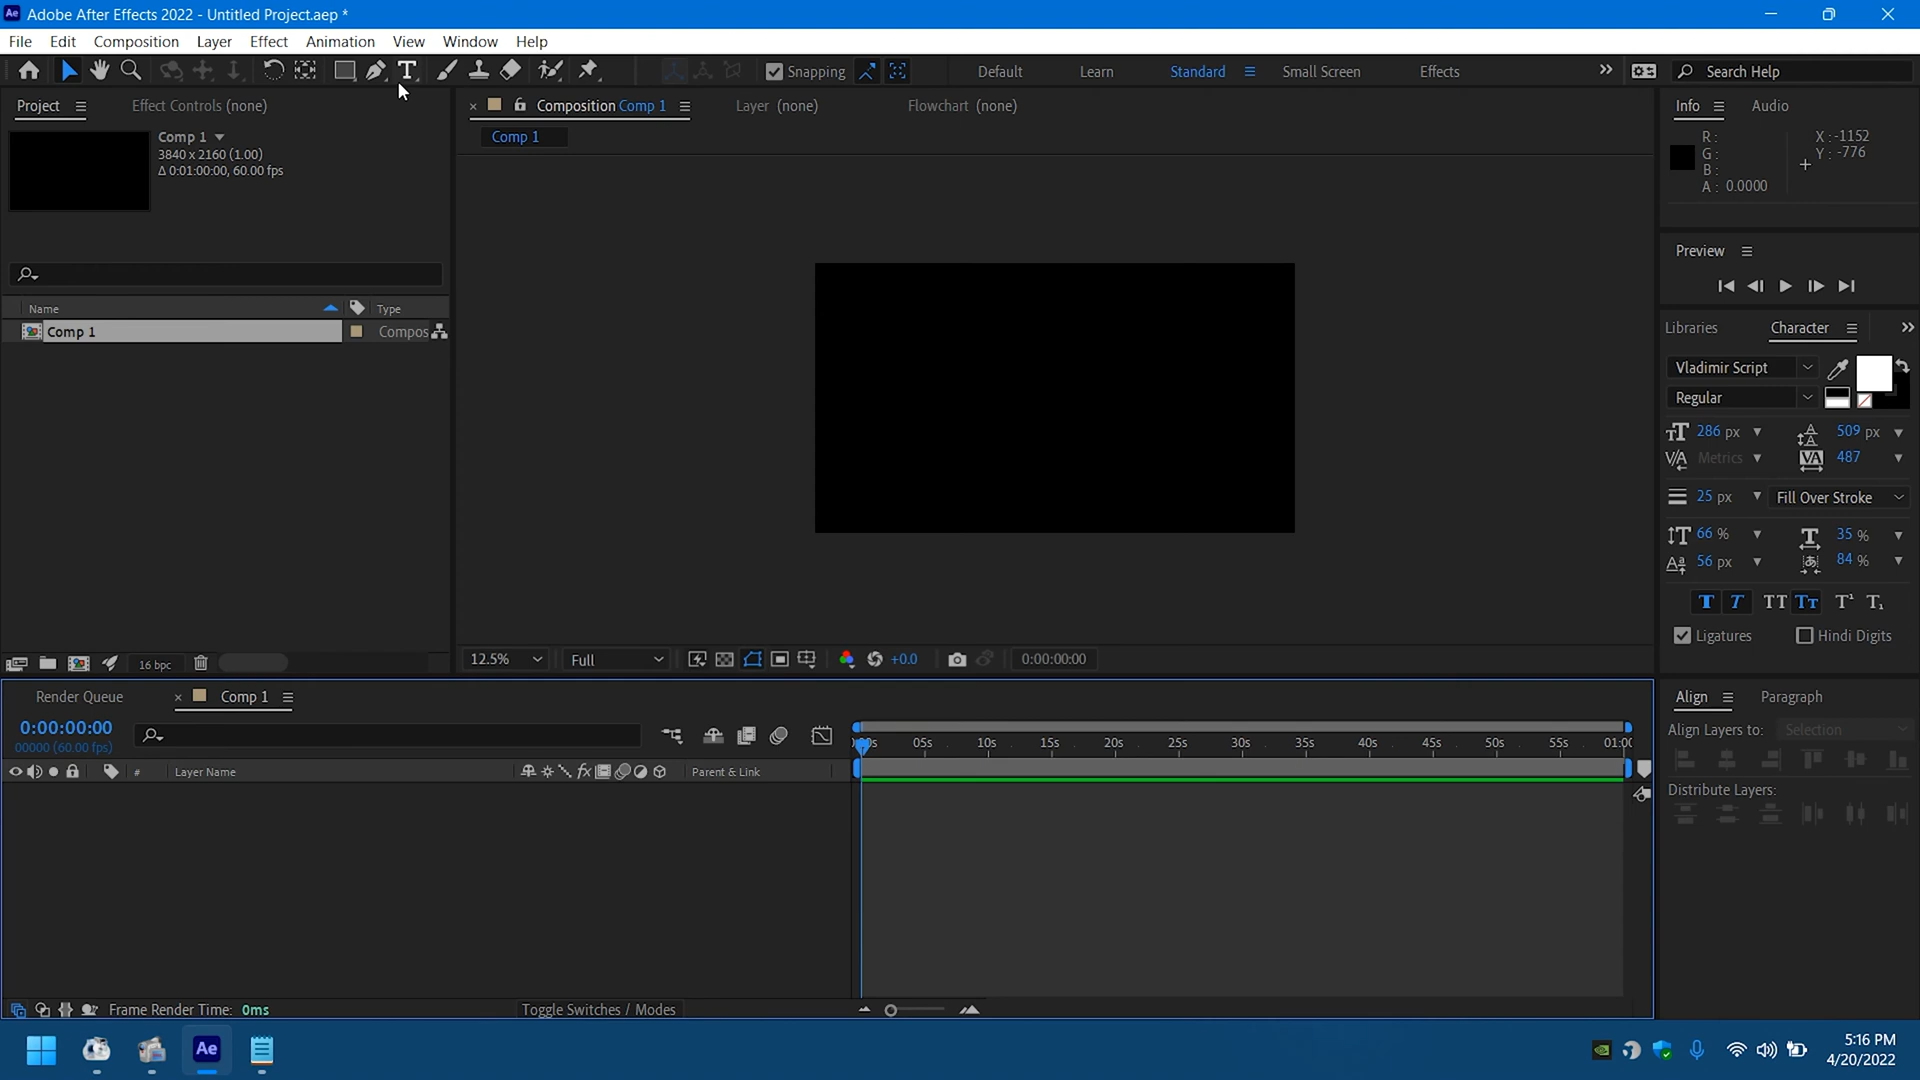 Ae Adobe After Effects 2022 - Untitled Project.aep *
File Edit Composition Layer Effect Animation View Window Help
Snapping Default Learn Standard Small Screen Effects Search Help
Project Effect Controls (none) Composition Comp 1 Layer (none) Flowchart (none) Info Audio
Comp 1
3840 x 2160 (1.00)
Δ 0:01:00:00, 60.00 fps
Comp 1
R :
G :
B :
A : 0.0000
X : -1152
Y : -776
Preview
Name Type
Comp 1 Compos
Libraries Character
Vladimir Script
Regular
286 px 509 px
Metrics 487
25 px Fill Over Stroke
66 % 35 %
56 px 84 %
Ligatures Hindi Digits
16 bpc
12.5% Full +0.0 0:00:00:00
Render Queue Comp 1
0:00:00:00
00000 (60.00 fps)
05s 10s 15s 20s 25s 30s 35s 40s 45s 50s 55s
# Layer Name Parent & Link
Align Paragraph
Align Layers to: Selection
Distribute Layers:
Frame Render Time: 0ms Toggle Switches / Modes
Ae
5:16 PM
4/20/2022